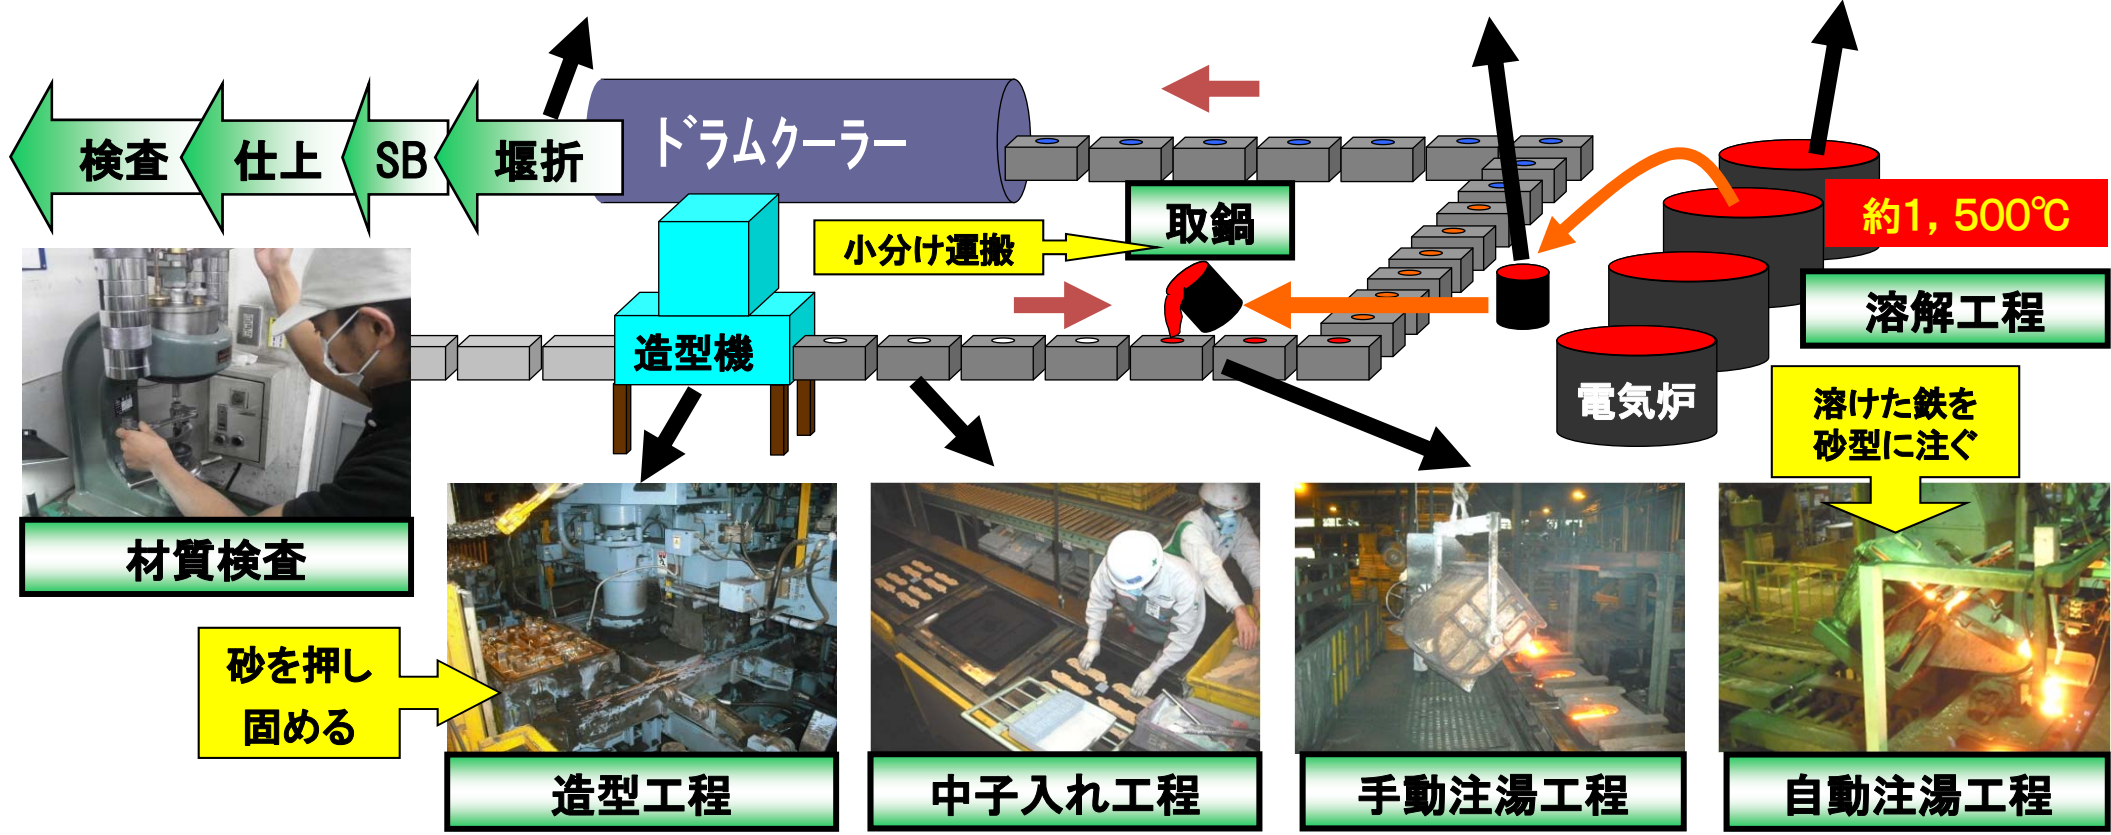 検査
仕上
SB
堰折
ドラムクーラー
取鍋
小分け運搬
約1,500℃
溶解工程
造型機
電気炉
溶けた鉄を
砂型に注ぐ
材質検査
砂を押し
固める
造型工程
中子入れ工程
手動注湯工程
自動注湯工程